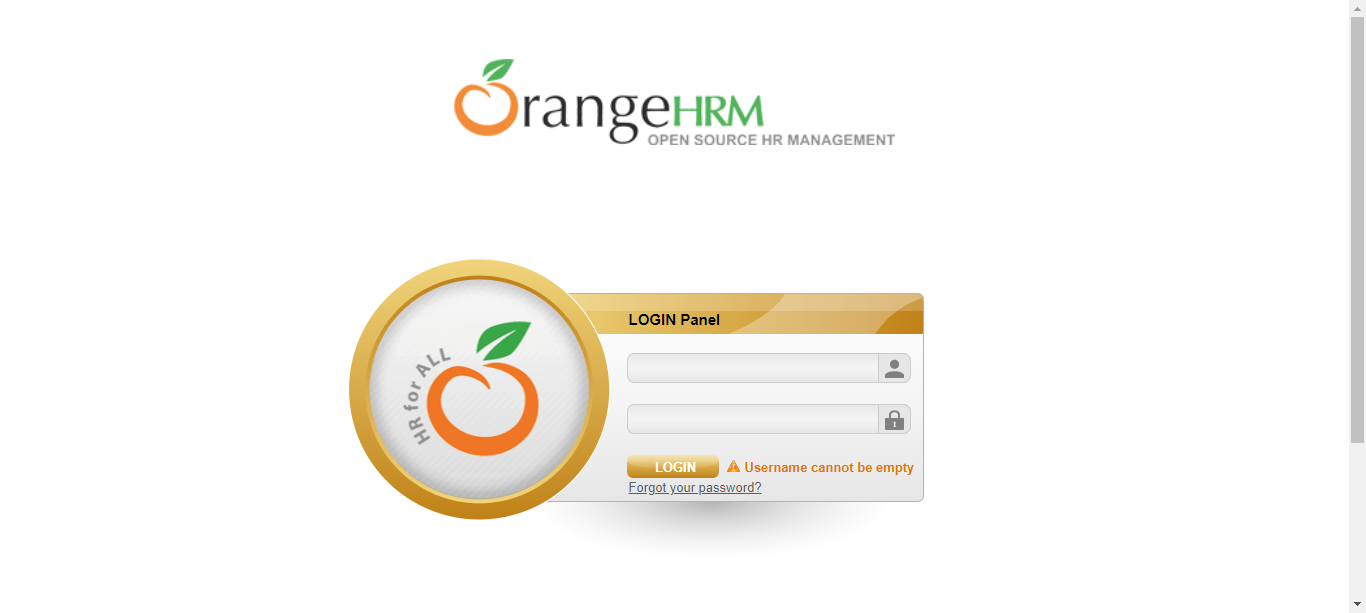 OrangeHRM
OPEN SOURCE HR MANAGEMENT
HR for ALL
LOGIN Panel
LOGIN
Username cannot be empty
Forgot your password?